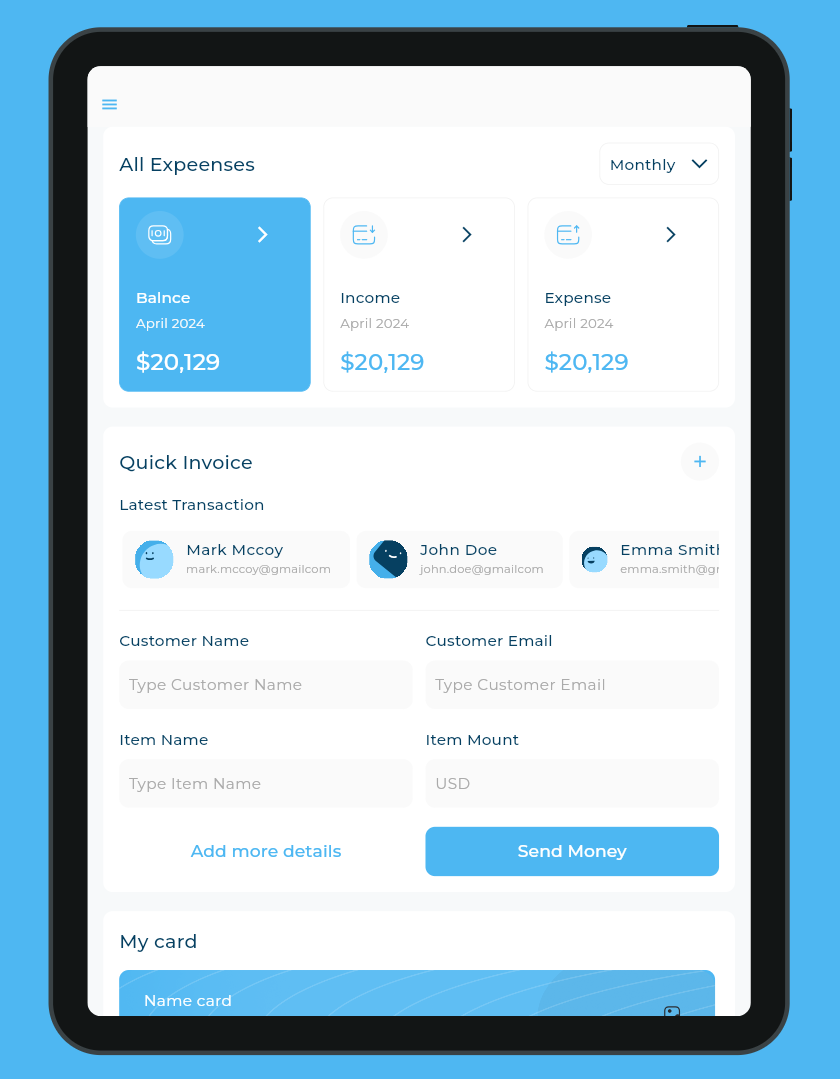 All Expeenses
Monthly
Balnce
April 2024
$20,129
Income
April 2024
$20,129
Expense
April 2024
$20,129
Quick Invoice
Latest Transaction
Mark Mccoy
mark.mccoy@gmailcom
John Doe
john.doe@gmailcom
Emma Smith
emma.smith@gr
Customer Name
Customer Email
Type Customer Name
Type Customer Email
Item Name
Item Mount
Type Item Name
USD
Add more details
Send Money
My card
Name card